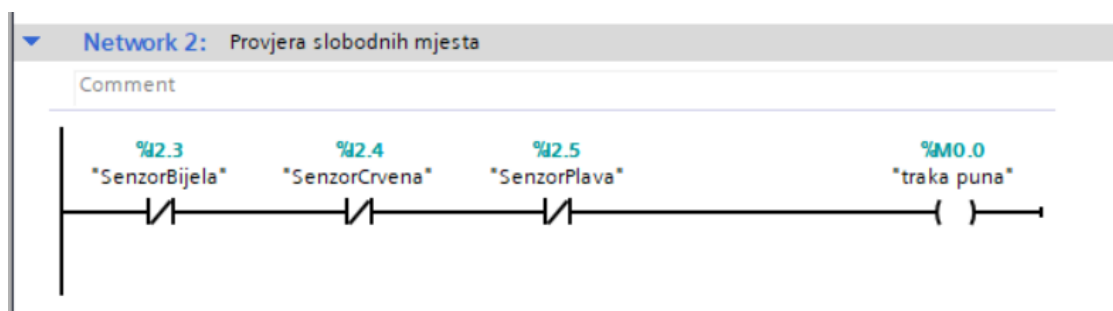 Network 2: Provjera slobodnih mjesta
Comment
%I2.3 %I2.4 %I2.5 %M0.0
"SenzorBijela" "SenzorCrvena" "SenzorPlava" "traka puna"